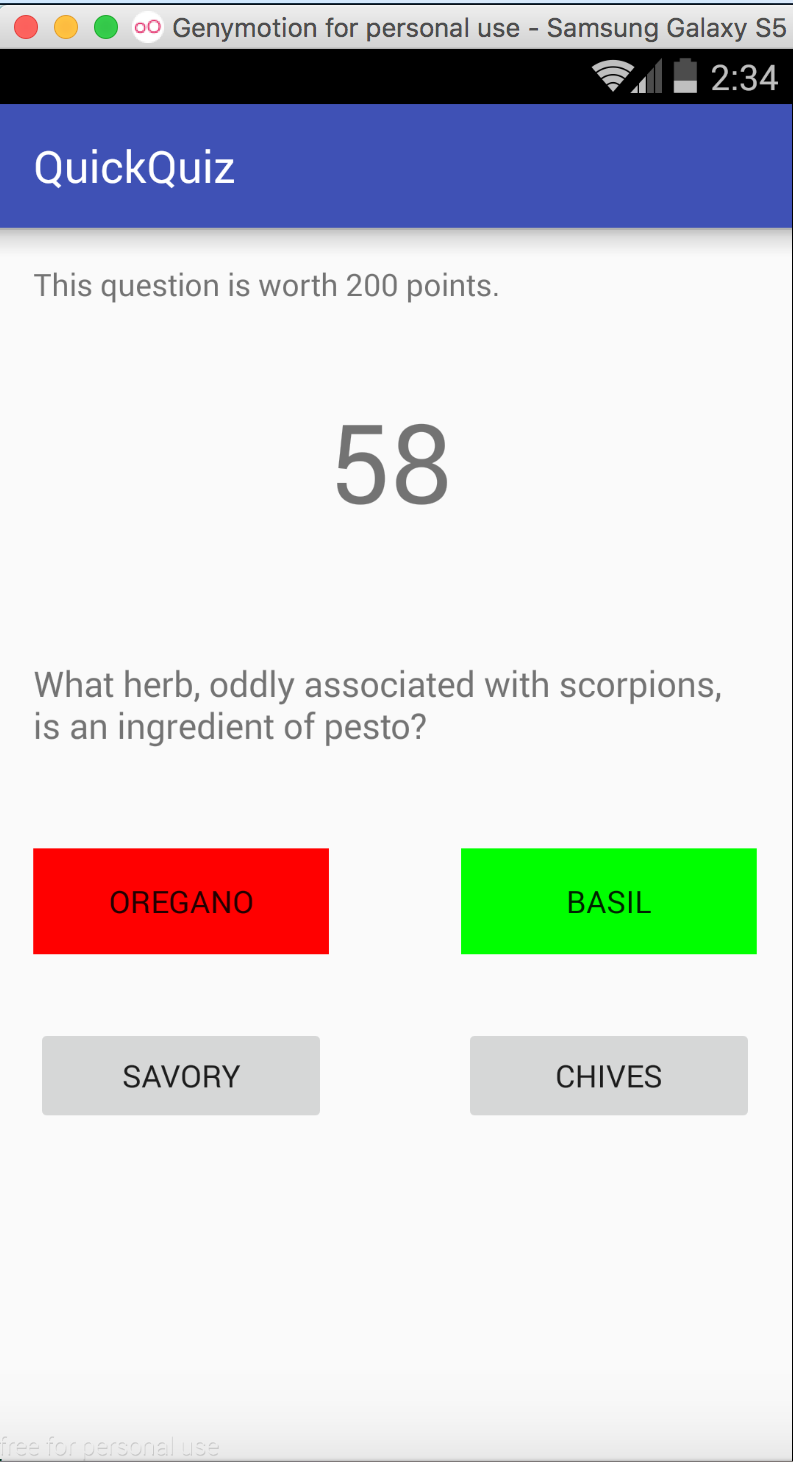 Genymotion for personal use - Samsung Galaxy S5
2:34
QuickQuiz
This question is worth 200 points.
58
What herb, oddly associated with scorpions,
is an ingredient of pesto?
OREGANO BASIL
SAVORY CHIVES
free for personal use